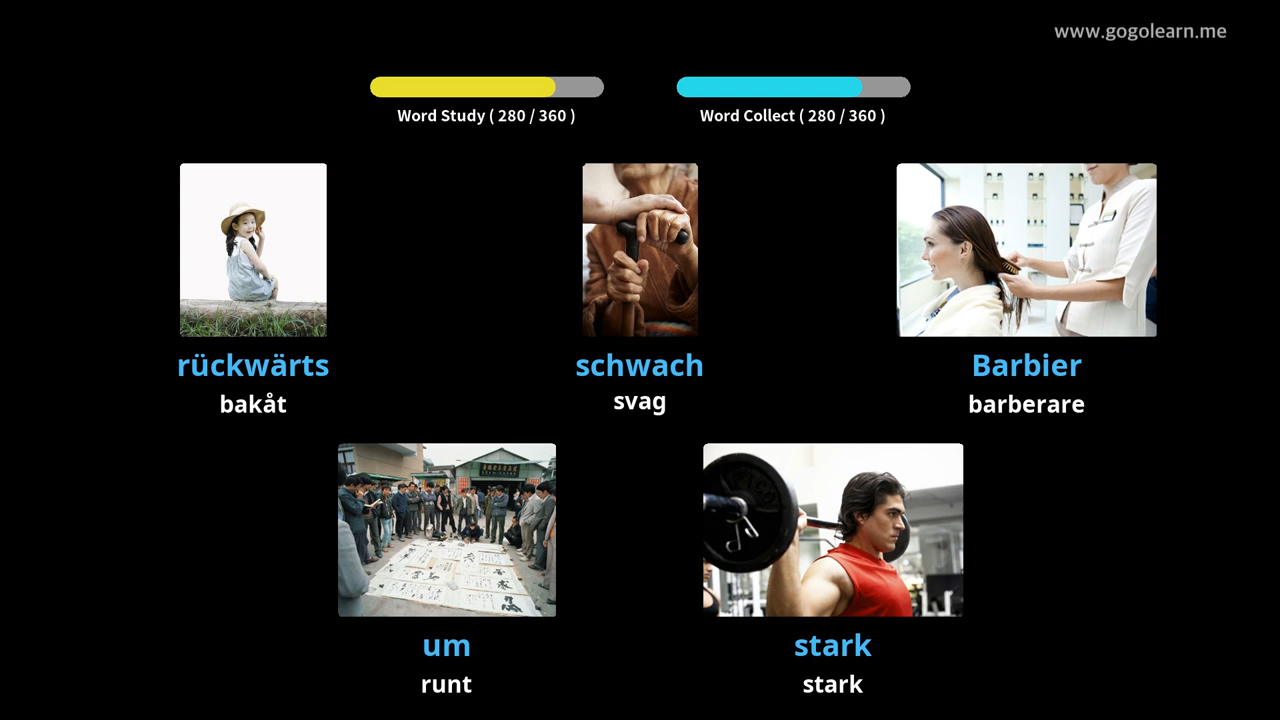 www.gogolearn.me
Word Study ( 280 / 360 )
Word Collect ( 280 / 360 )
rückwärts
bakåt
schwach
svag
Barbier
barberare
um
runt
stark
stark